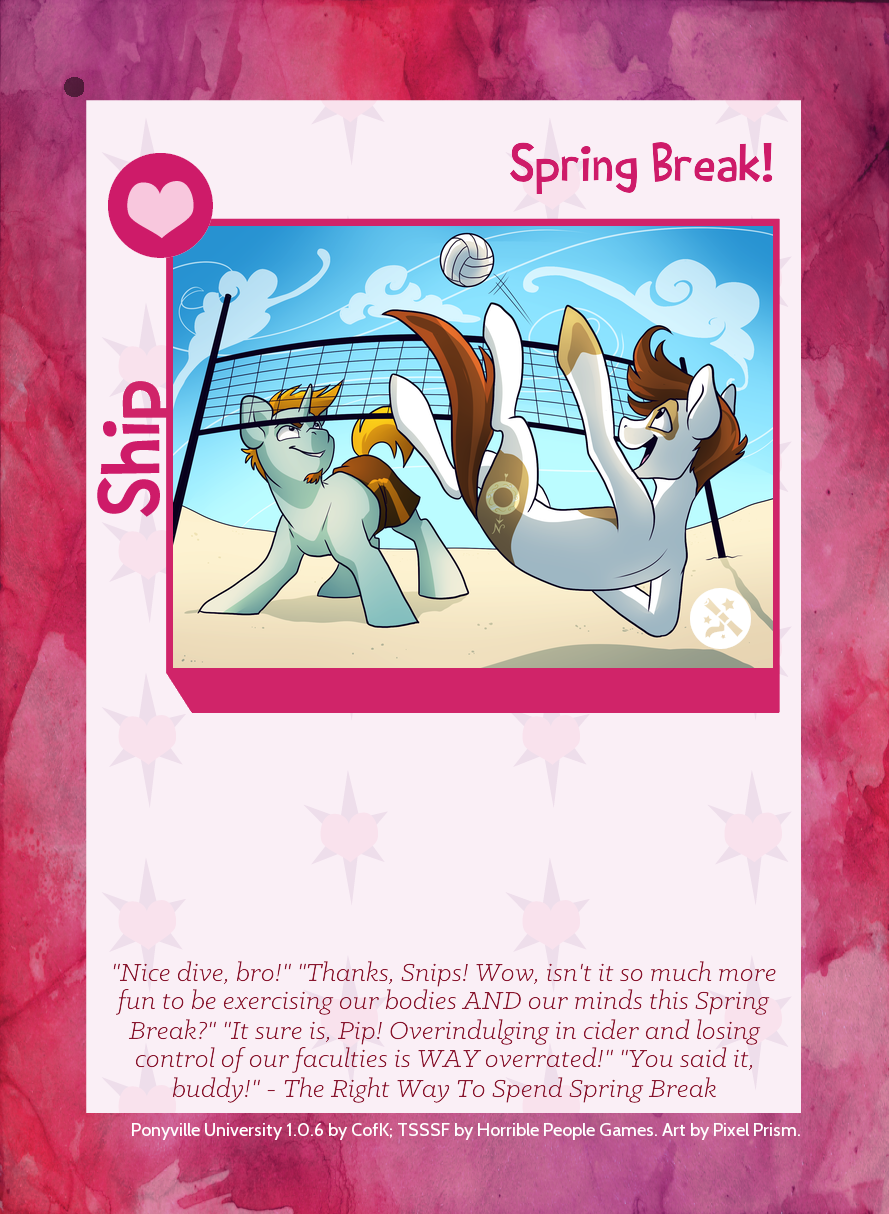 Spring Break!
Ship
N
"Nice dive, bro!" "Thanks, Snips! Wow, isn't it so much more
fun to be exercising our bodies AND our minds this Spring
Break?" "It sure is, Pip! Overindulging in cider and losing
control of our faculties is WAY overrated!" "You said it,
buddy!" - The Right Way To Spend Spring Break
Ponyville University 1.0.6 by CofK; TSSSF by Horrible People Games. Art by Pixel Prism.